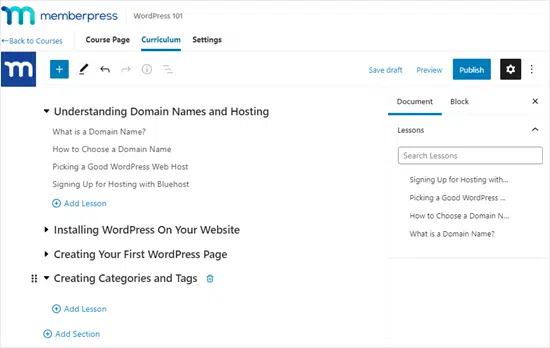 memberpress
WordPress 101
←Back to Courses
Course Page
Curriculum
Settings
Save draft
Preview
Publish
Understanding Domain Names and Hosting
What is a Domain Name?
How to Choose a Domain Name
Picking a Good WordPress Web Host
Signing Up for Hosting with Bluehost
Add Lesson
Installing WordPress On Your Website
Creating Your First WordPress Page
Creating Categories and Tags
Add Lesson
Add Section
Document
Block
Lessons
Search Lessons
Signing Up for Hosting with...
Picking a Good WordPress ...
How to Choose a Domain N...
What is a Domain Name?